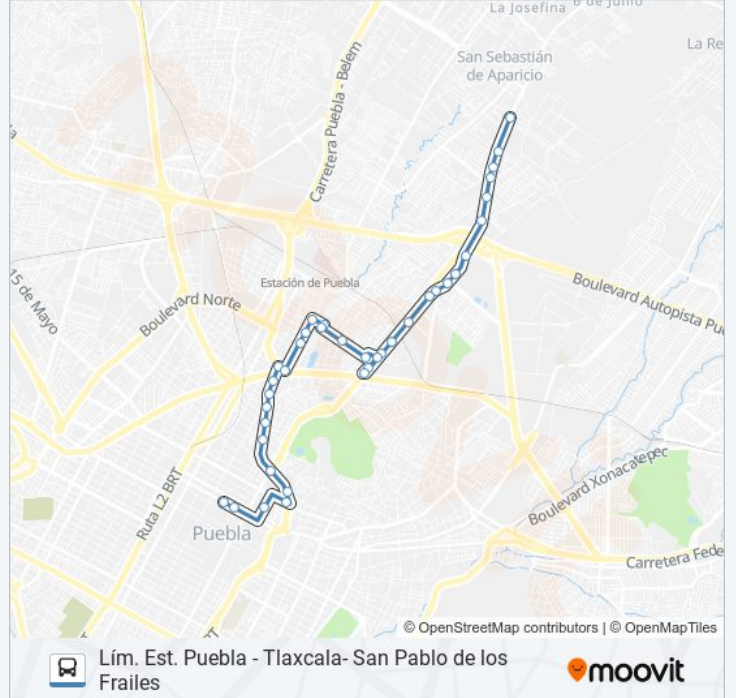 La Josefina
6 de Junio
San Sebastián
de Aparicio
La Re
Carretera Puebla - Belem
Estación de Puebla
15 de Mayo
Boulevard Norte
Boulevard Autopista Pu
Ruta L2 BRT
Boulevard Xonacatepec
Puebla
Carretera Fede
© OpenStreetMap contributors | © OpenMapTiles
Lím. Est. Puebla - Tlaxcala- San Pablo de los
Frailes
moovit